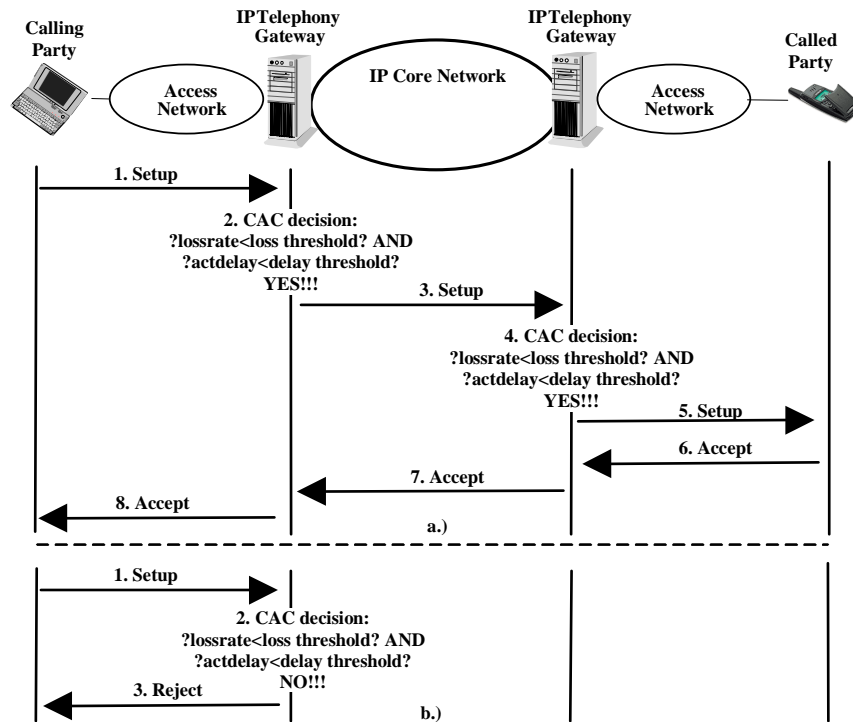 Calling
Party
IPTelephony
Gateway
IPTelephony
Gateway
Called
Party
Access
Network
IP Core Network
Access
Network
1. Setup
2. CAC decision:
?lossrate<loss threshold? AND
?actdelay<delay threshold?
YES!!!
3. Setup
4. CAC decision:
?lossrate<loss threshold? AND
?actdelay<delay threshold?
YES!!!
5. Setup
6. Accept
7. Accept
8. Accept
a.)
1. Setup
2. CAC decision:
?lossrate<loss threshold? AND
?actdelay<delay threshold?
NO!!!
3. Reject
b.)